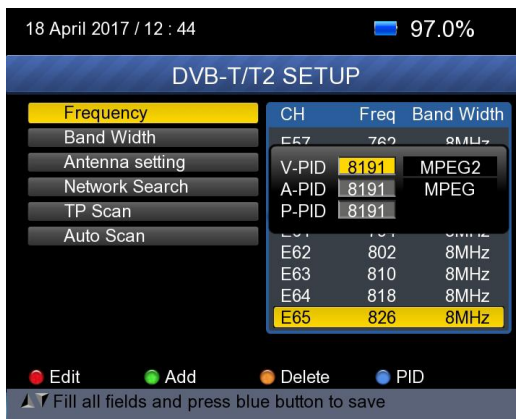 18 April 2017 / 12 : 44 97.0%
DVB-T/T2 SETUP
Frequency
Band Width
Antenna setting
Network Search
TP Scan
Auto Scan
CH Freq Band Width
E57 762 8MHz
V-PID 8191 MPEG2
A-PID 8191 MPEG
P-PID 8191
E62 802 8MHz
E63 810 8MHz
E64 818 8MHz
E65 826 8MHz
Edit Add Delete PID
Fill all fields and press blue button to save